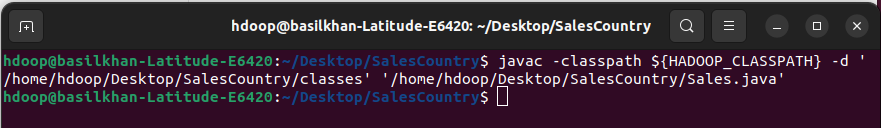 hdoop@basilkhan-Latitude-E6420: ~/Desktop/SalesCountry
hdoop@basilkhan-Latitude-E6420:~/Desktop/SalesCountry$ javac -classpath ${HADOOP_CLASSPATH} -d '
/home/hdoop/Desktop/SalesCountry/classes' '/home/hdoop/Desktop/SalesCountry/Sales.java'
hdoop@basilkhan-Latitude-E6420:~/Desktop/SalesCountry$